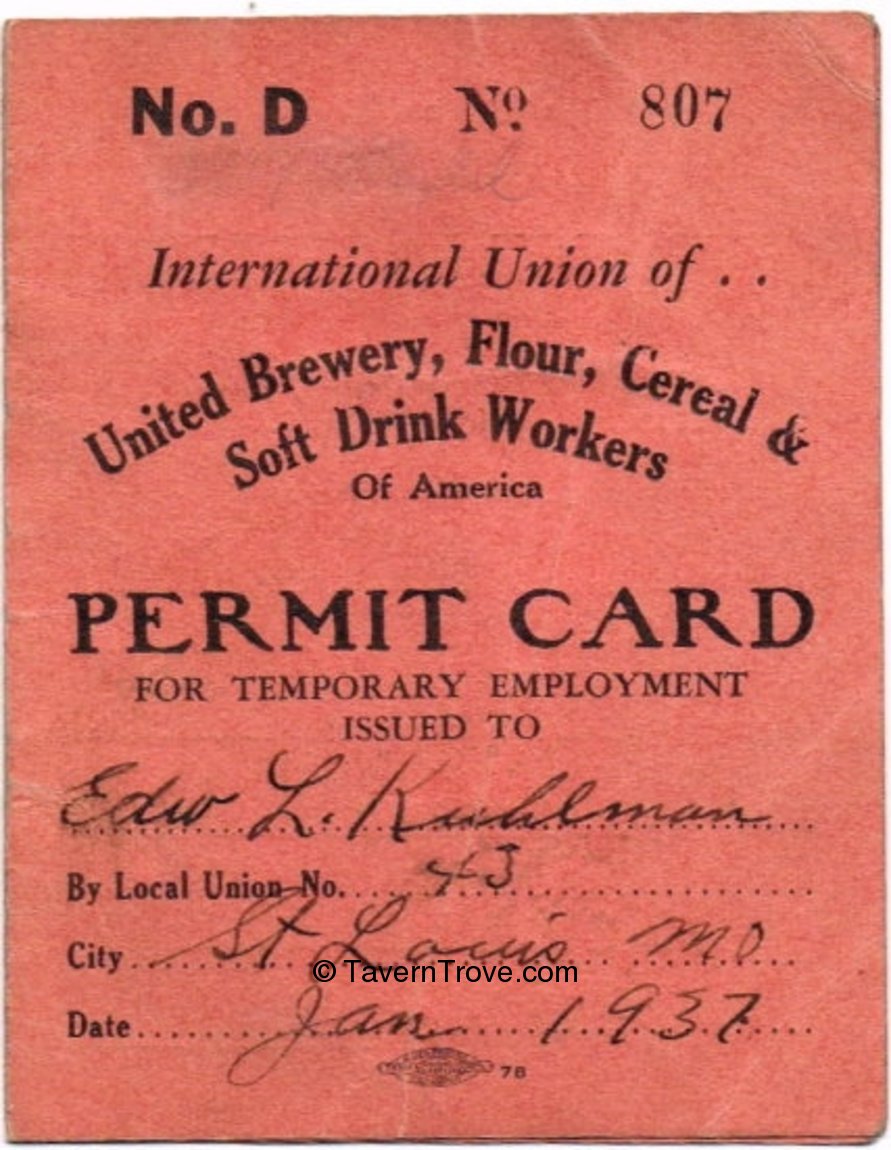 No. D Nº 807
International Union of . .
United Brewery, Flour, Cereal &
Soft Drink Workers
Of America
PERMIT CARD
FOR TEMPORARY EMPLOYMENT
ISSUED TO
Edw L. Kuhlman
By Local Union No. 43
City St Louis Mo
© TavernTrove.com
Date Jan 1937
78